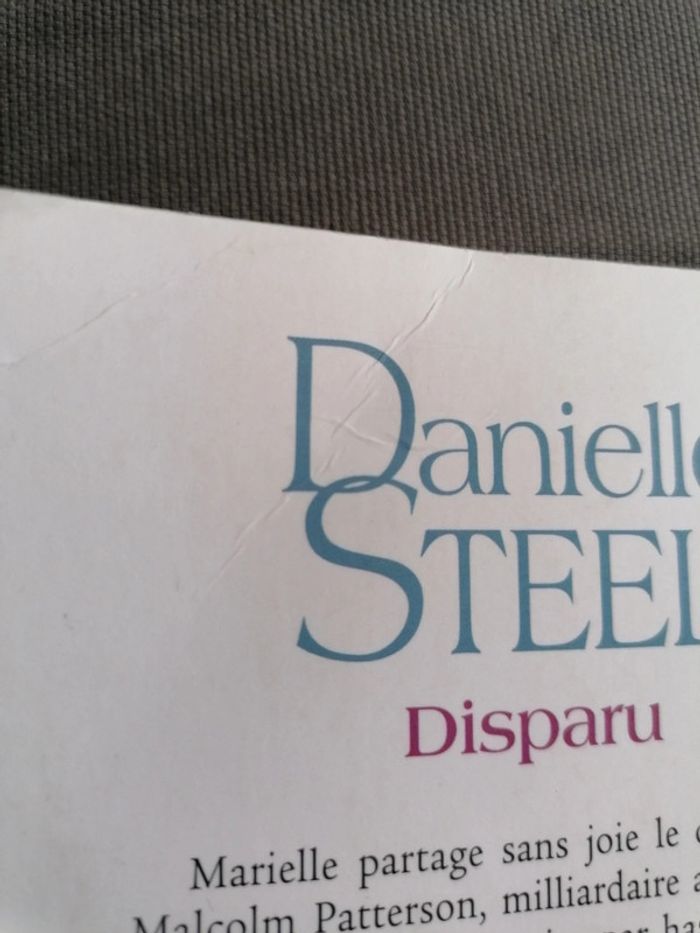 Danielle
STEEL
Disparu
Marielle partage sans joie le
Malcolm Patterson, milliardaire